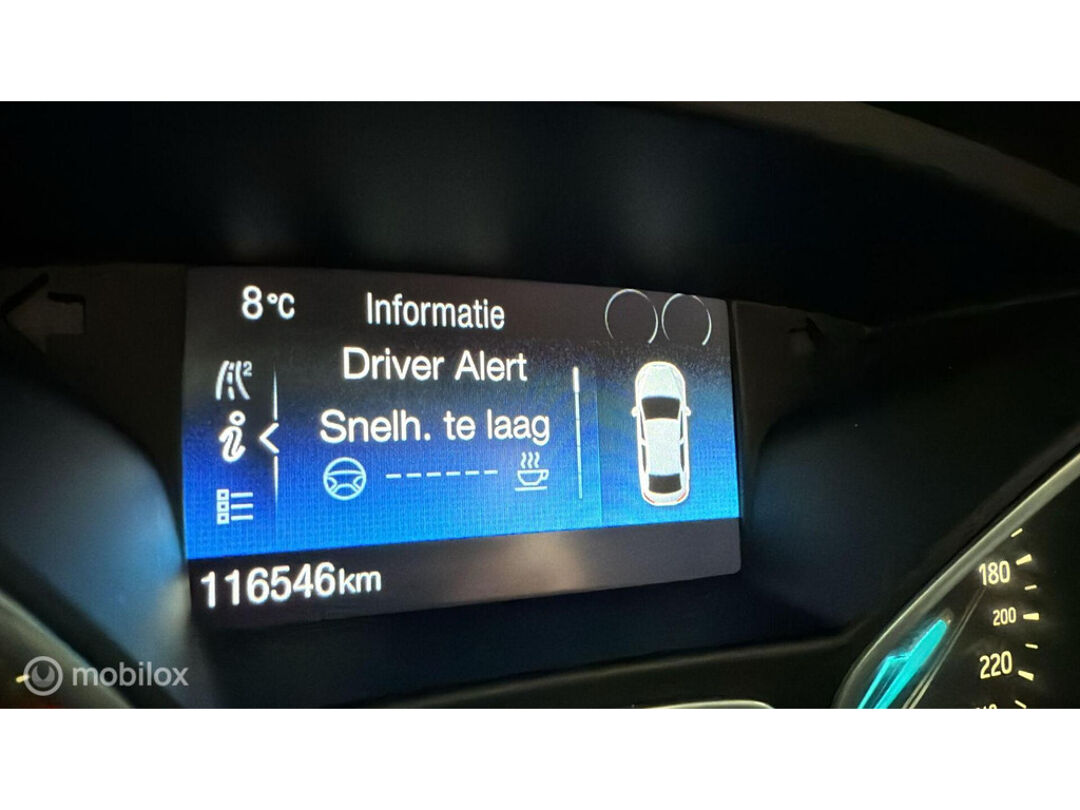 8°C Informatie
Driver Alert
Snelh. te laag
116546km
180
200
220
mobilox